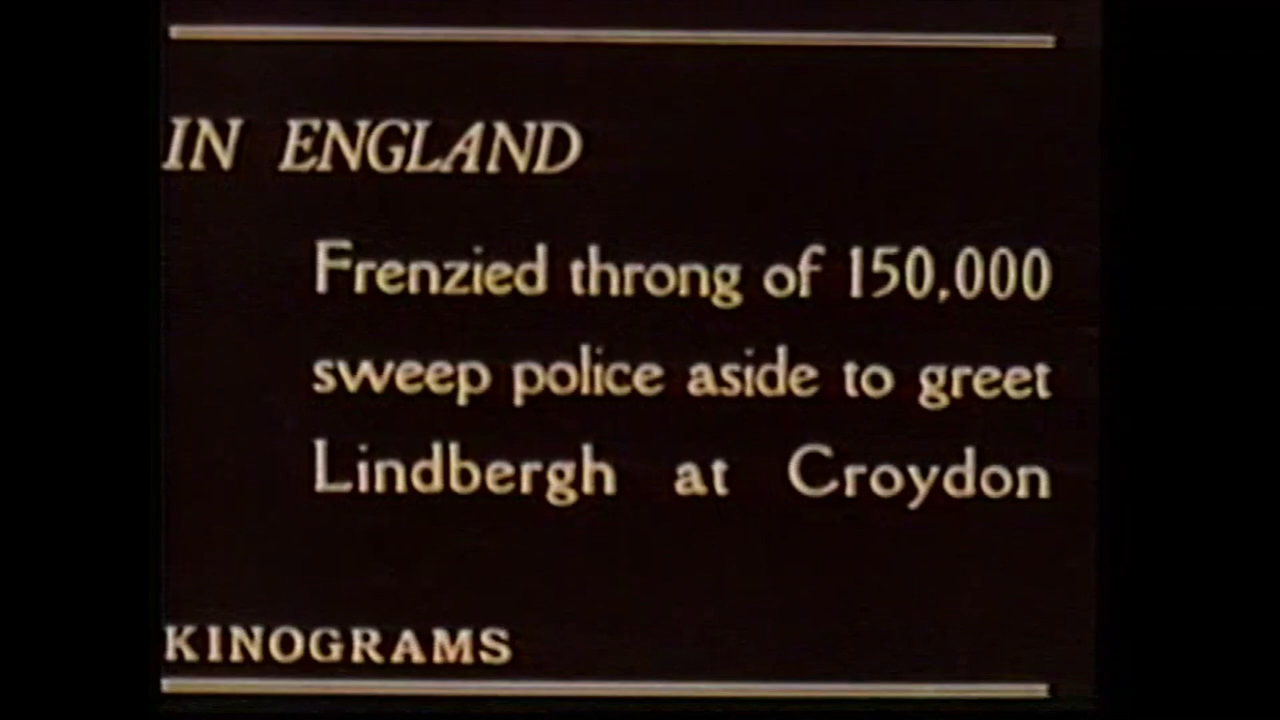 IN ENGLAND
Frenzied throng of 150,000
sweep police aside to greet
Lindbergh at Croydon
KINOGRAMS